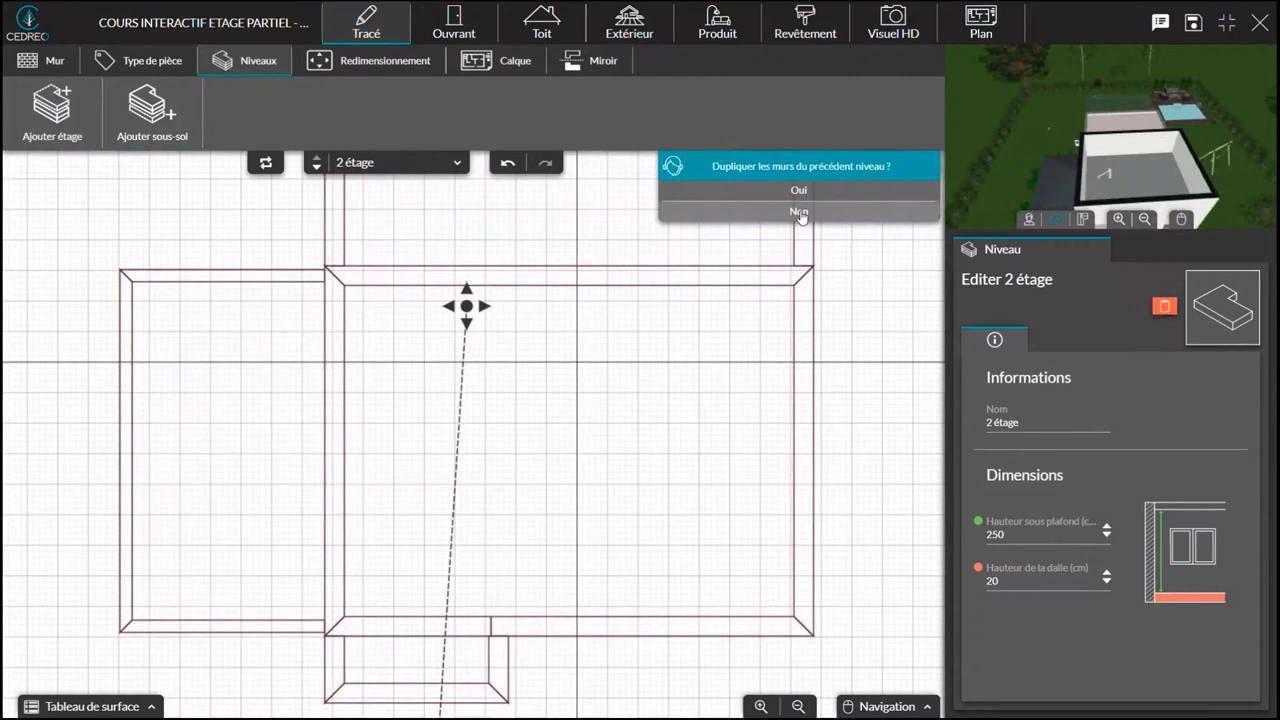 CEDREO
COURS INTERACTIF ETAGE PARTIEL - ...
Tracé
Ouvrant
Toit
Extérieur
Produit
Revêtement
Visuel HD
Plan
Mur
Type de pièce
Niveaux
Redimensionnement
Calque
Miroir
Ajouter étage
Ajouter sous-sol
2 étage
Dupliquer les murs du précédent niveau ?
Oui
Non
Niveau
Editer 2 étage
Informations
Nom
2 étage
Dimensions
Hauteur sous plafond (c...
250
Hauteur de la dalle (cm)
20
Tableau de surface
Navigation